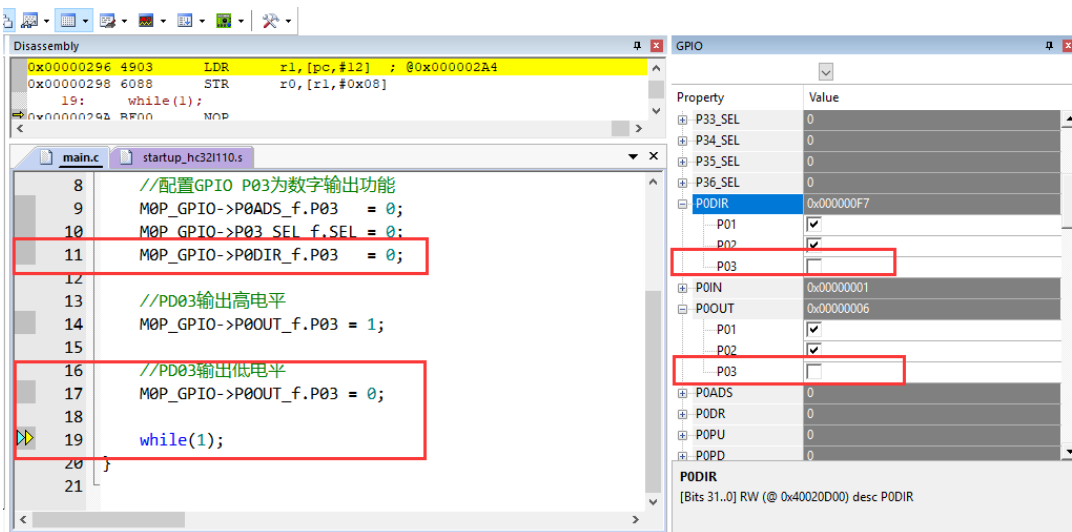 Disassembly
0x00000296 4903 LDR r1,[pc,#12] ; @0x000002A4
0x00000298 6088 STR r0,[r1,#0x08]
19: while(1);
0x0000029A BF00 NOP
main.c startup_hc32l110.s
8 //配置GPIO P03为数字输出功能
9 M0P_GPIO->P0ADS_f.P03 = 0;
10 M0P_GPIO->P03_SEL_f.SEL = 0;
11 M0P_GPIO->P0DIR_f.P03 = 0;
12
13 //PD03输出高电平
14 M0P_GPIO->P0OUT_f.P03 = 1;
15
16 //PD03输出低电平
17 M0P_GPIO->P0OUT_f.P03 = 0;
18
19 while(1);
20 }
21
GPIO
Property Value
P33_SEL 0
P34_SEL 0
P35_SEL 0
P36_SEL 0
P0DIR 0x000000F7
P01
P02
P03
P0IN 0x00000001
P0OUT 0x00000006
P01
P02
P03
P0ADS 0
P0DR 0
P0PU 0
P0PD 0
P0DIR
[Bits 31..0] RW (@ 0x40020D00) desc P0DIR